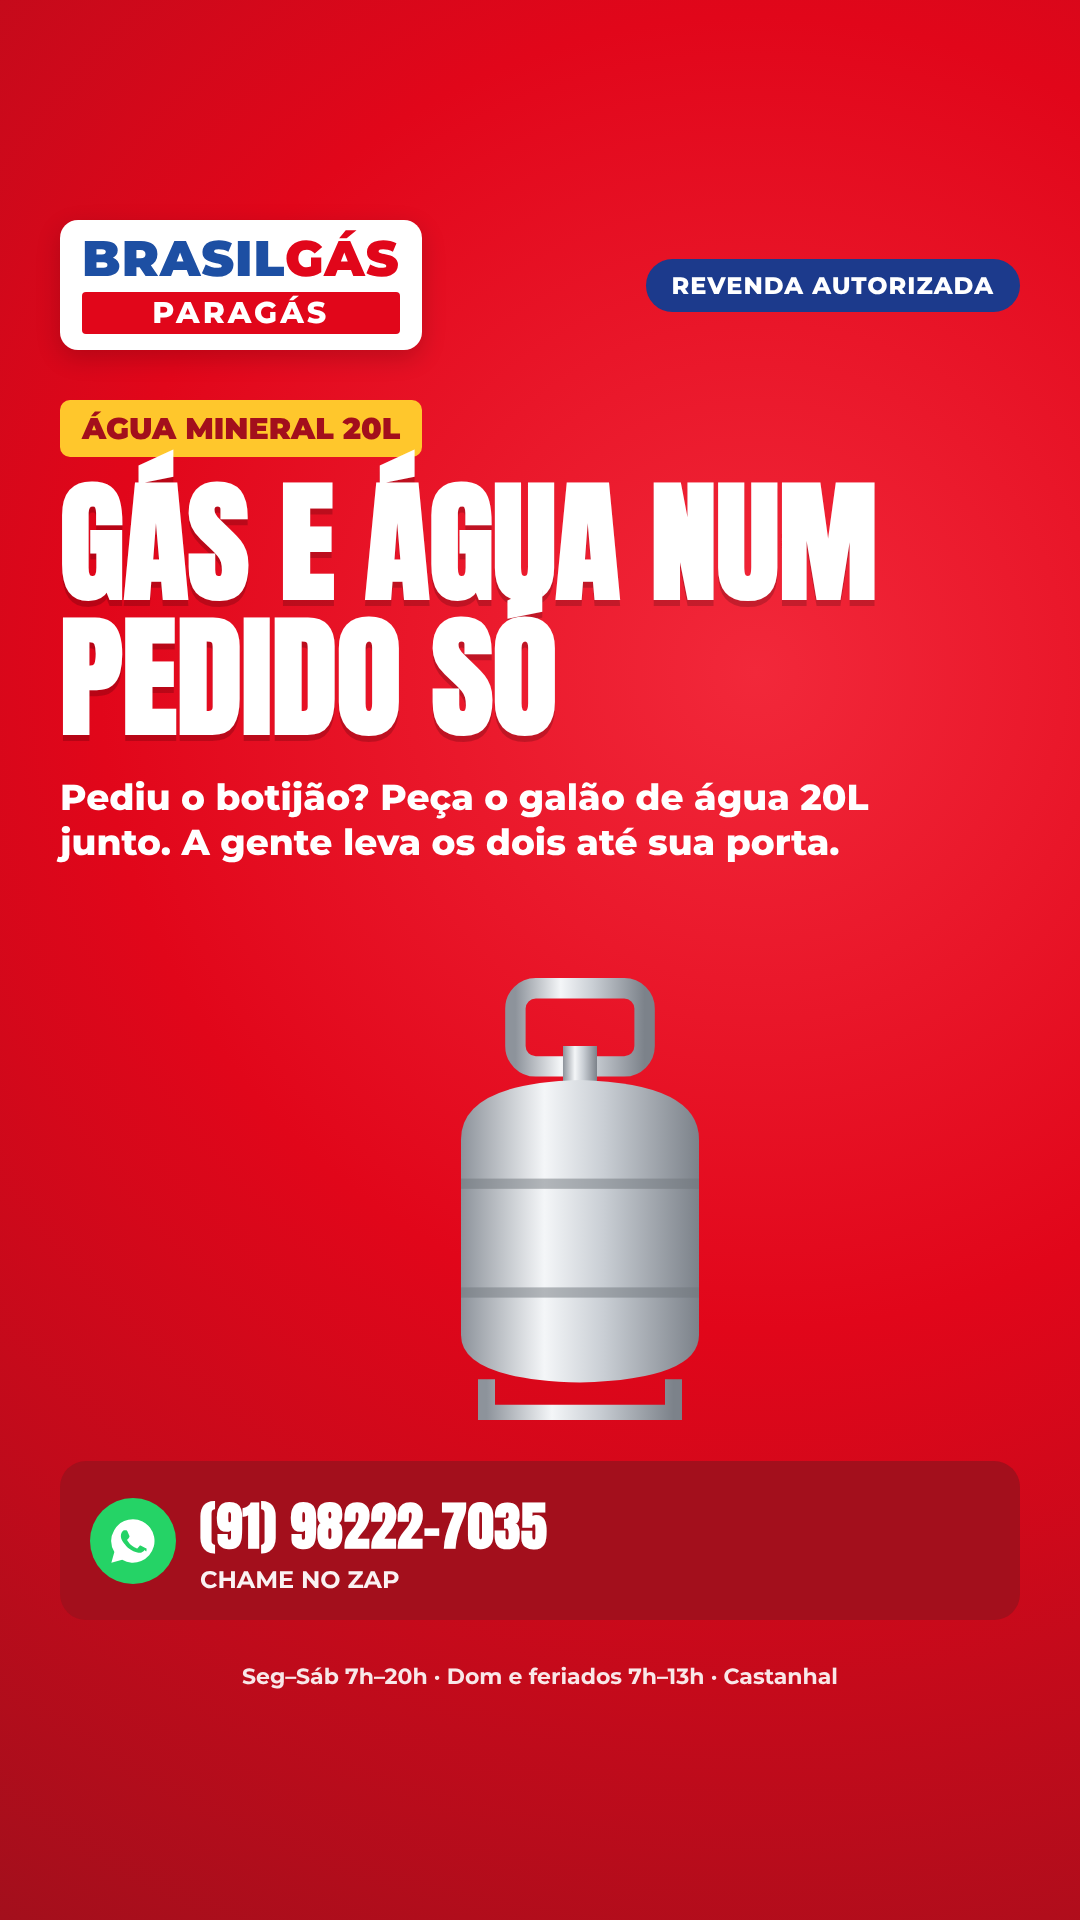 BRASILGÁS
PARAGÁS
REVENDA AUTORIZADA
ÁGUA MINERAL 20L
GÁS E ÁGUA NUM
PEDIDO SÓ
Pediu o botijão? Peça o galão de água 20L
junto. A gente leva os dois até sua porta.
(91) 98222-7035
CHAME NO ZAP
Seg–Sáb 7h–20h · Dom e feriados 7h–13h · Castanhal